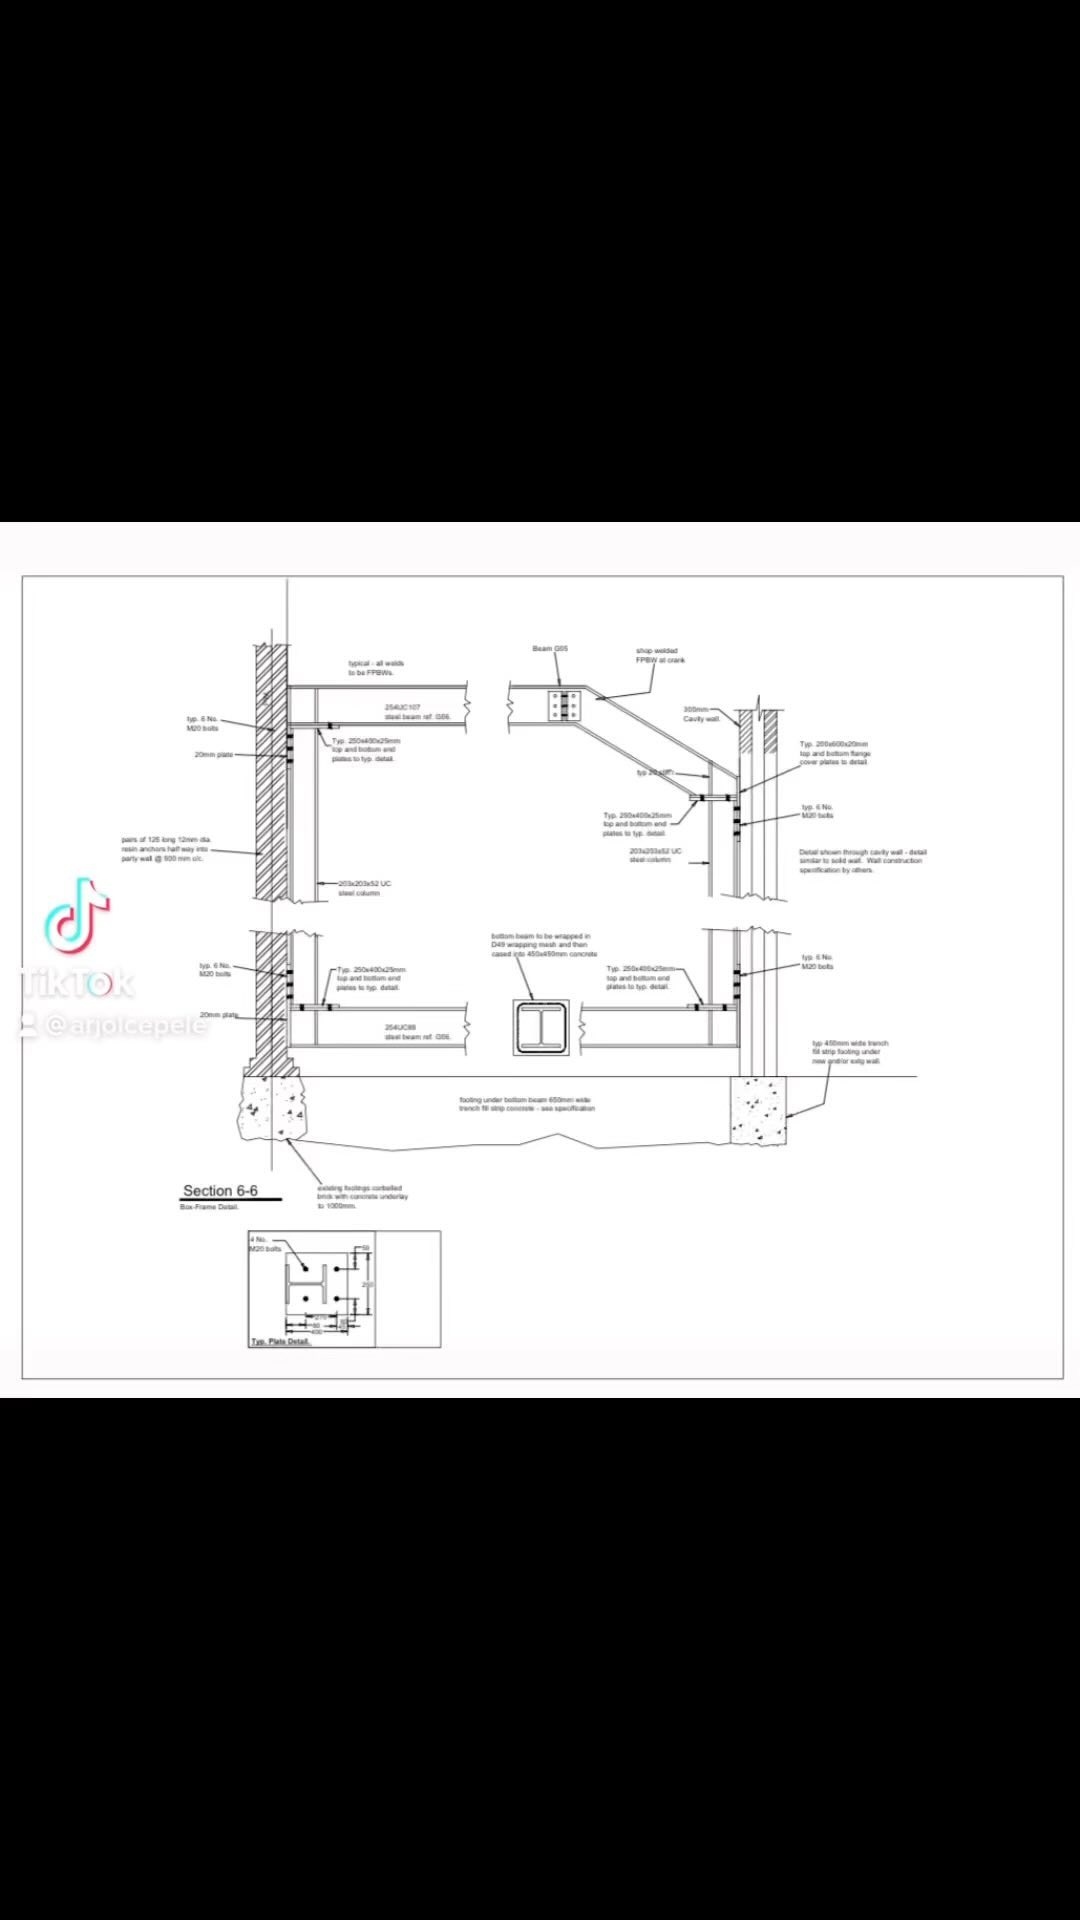 Beam G05
shop welded
FPBW at crank
typical - all welds
to be FPBWs.
254UC107
steel beam ref. G06.
300mm
Cavity wall.
typ. 6 No.
M20 bolts
20mm plate
Typ. 250x400x25mm
top and bottom end
plates to typ. detail.
Typ. 200x600x20mm
top and bottom flange
cover plates to detail
Typ. 250x400x25mm
top and bottom end
plates to typ. detail.
typ. 6 No.
M20 bolts
pairs of 125 long 12mm dia.
resin anchors half way into
party wall @ 500 mm o/c.
203x203x52 UC
steel column
Detail shown through cavity wall - detail
similar to solid wall. Wall construction
specification by others.
203x203x52 UC
steel column
TikTok
@arjolcepele
bottom beam to be wrapped in
D49 wrapping mesh and then
cased into 450x450mm concrete
typ. 6 No.
M20 bolts
Typ. 250x400x25mm
top and bottom end
plates to typ. detail.
Typ. 250x400x25mm
top and bottom end
plates to typ. detail.
typ. 6 No.
M20 bolts
20mm plate
254UC89
steel beam ref. G06.
typ 450mm wide trench
fill strip footing under
new and/or extg wall.
footing under bottom beam 650mm wide
trench fill strip concrete - see specification
Section 6-6
Box-Frame Detail.
existing footings corbelled
brick with concrete underlay
to 1000mm.
4 No.
M20 bolts
50
250
400
Typ. Plate Detail.